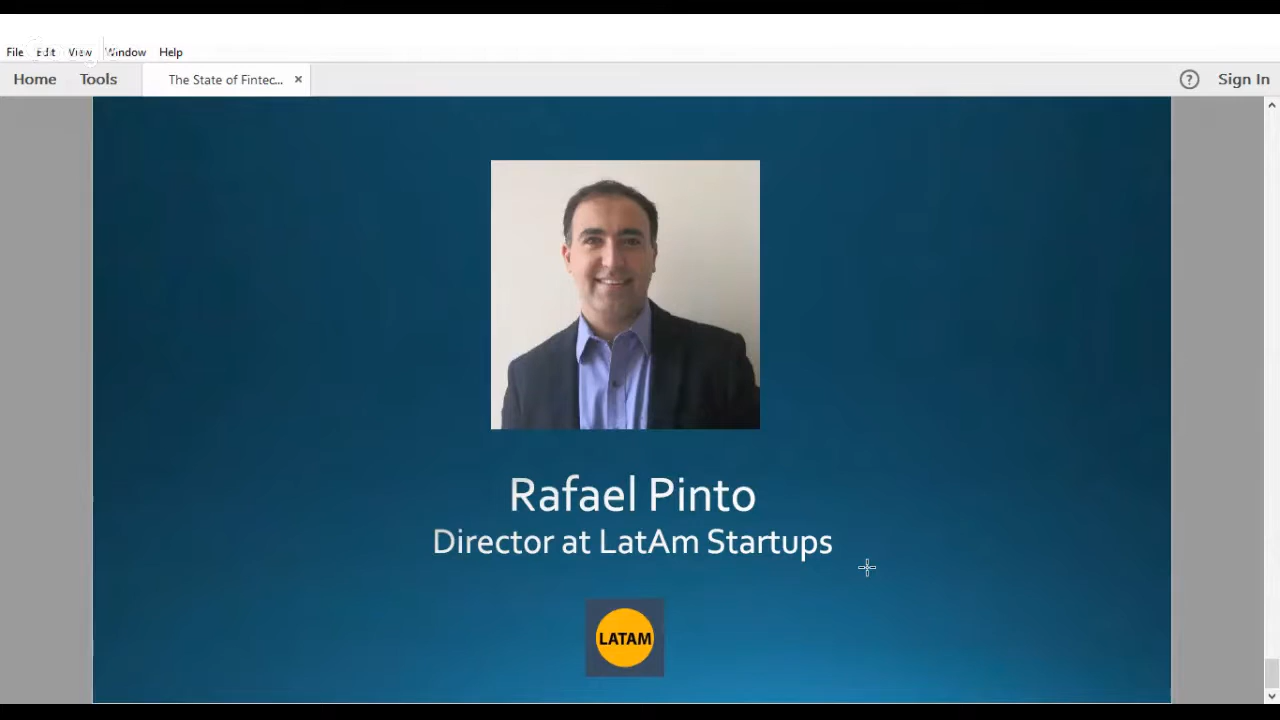 Google
File Edit View Window Help
Home Tools The State of Fintec... × ? Sign In
Rafael Pinto
Director at LatAm Startups
LATAM